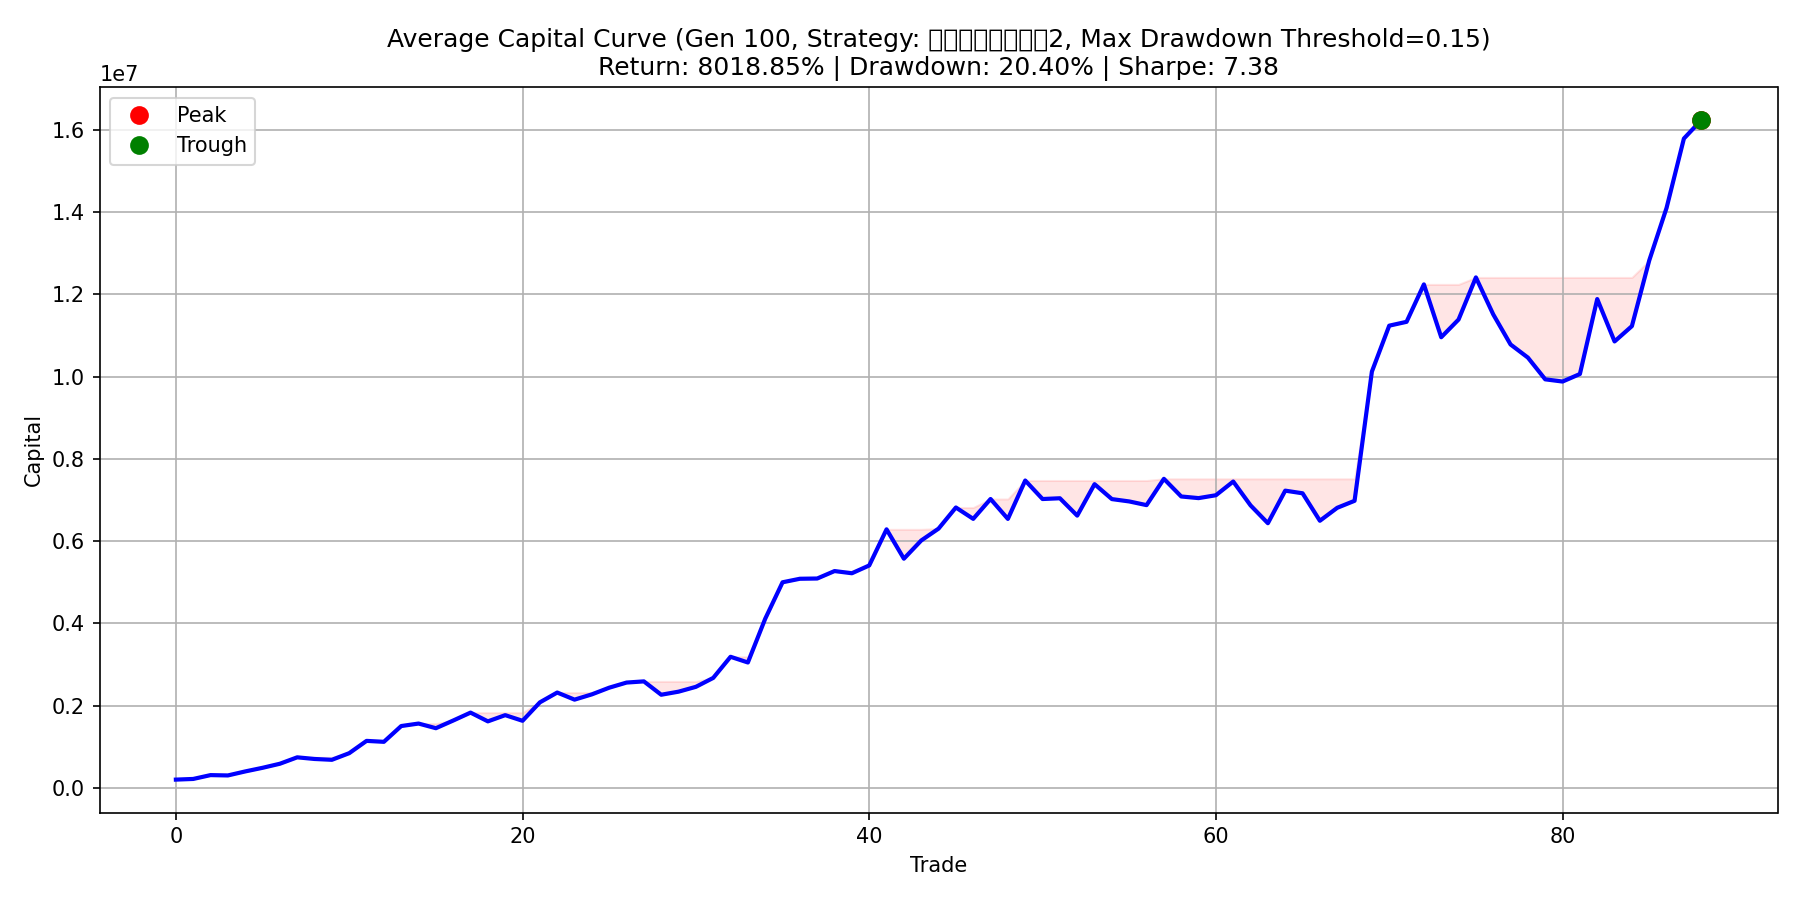 Average Capital Curve (Gen 100, Strategy: □□□□□□□□2, Max Drawdown Threshold=0.15)
Return: 8018.85% | Drawdown: 20.40% | Sharpe: 7.38
1e7
Peak
Trough
1.6
1.4
1.2
1.0
0.8
0.6
0.4
0.2
0.0
Capital
0 20 40 60 80
Trade